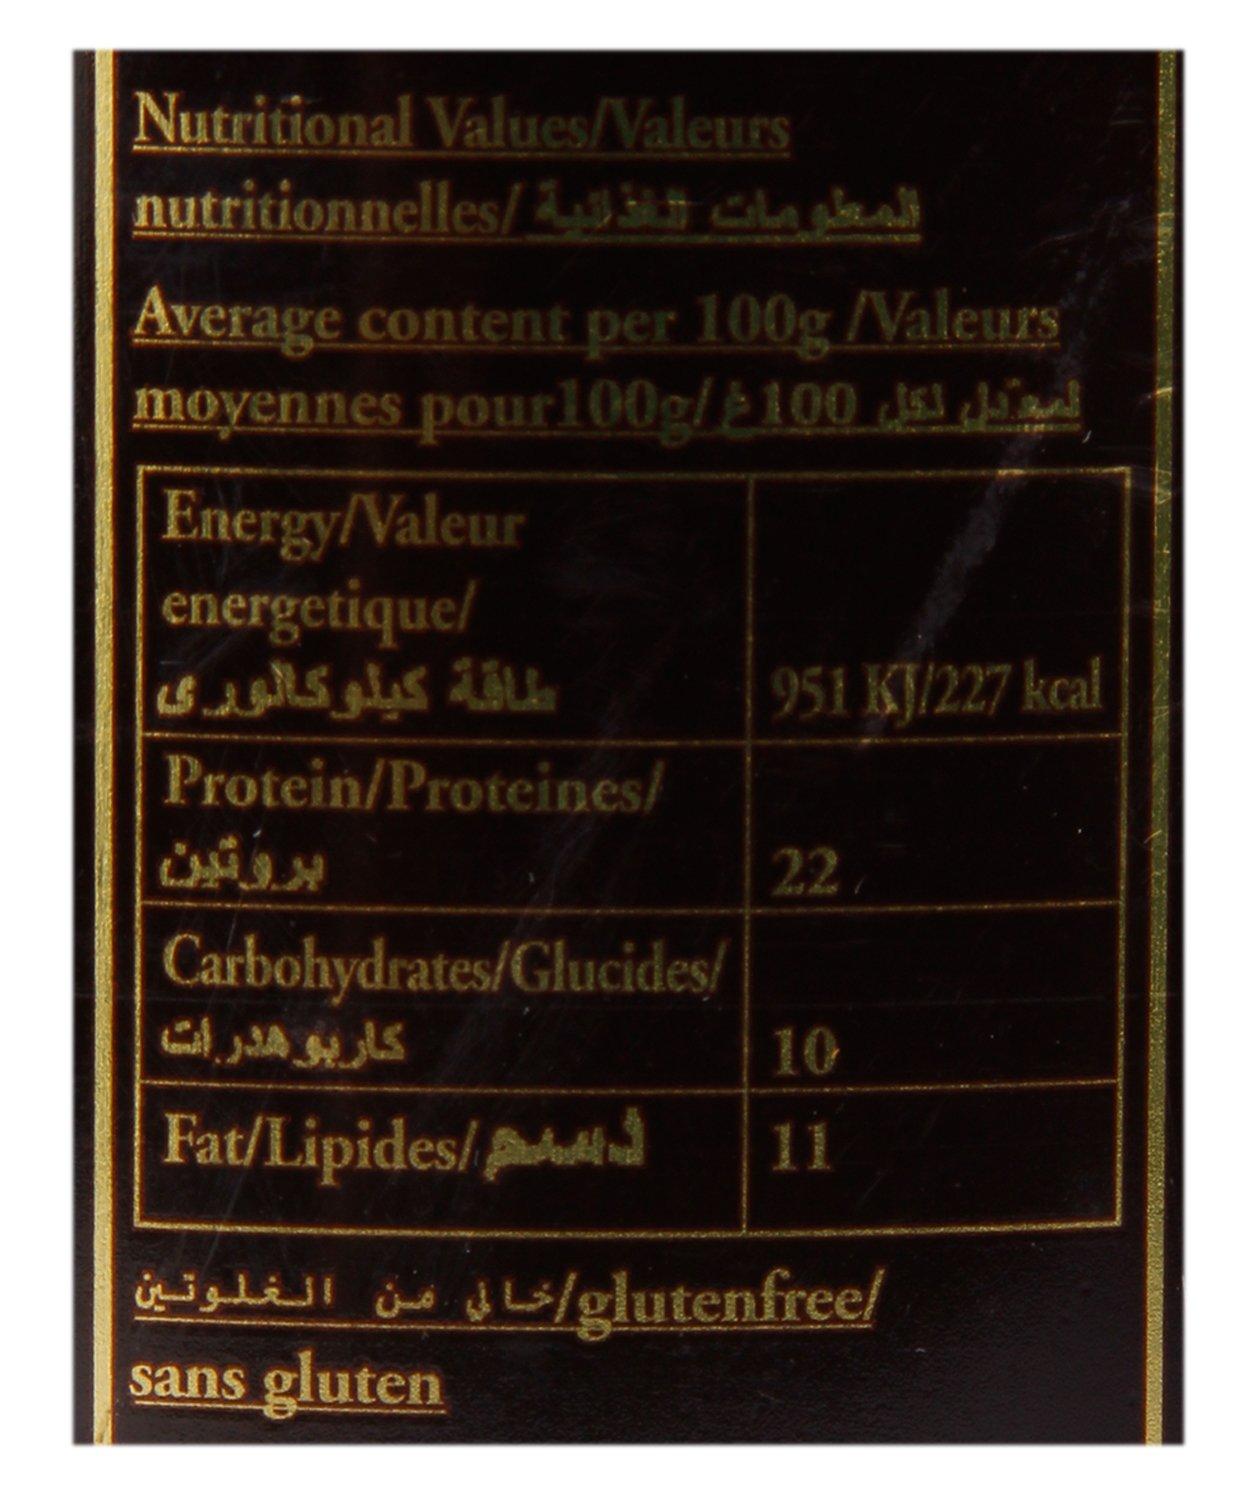 Nutritional Values/Valeurs
nutritionnelles/ المعلومات الغذائية
Average content per 100g /Valeurs
moyennes pour100g/ لمعدّل لكل 100غ
Energy/Valeur
energetique/
طاقة كيلوكالورى
951 KJ/227 kcal
Protein/Proteines/
بروتين
22
Carbohydrates/Glucides/
كاربوهدرات
10
Fat/Lipides/ دسم
11
خالي من الغلوتين/glutenfree/
sans gluten